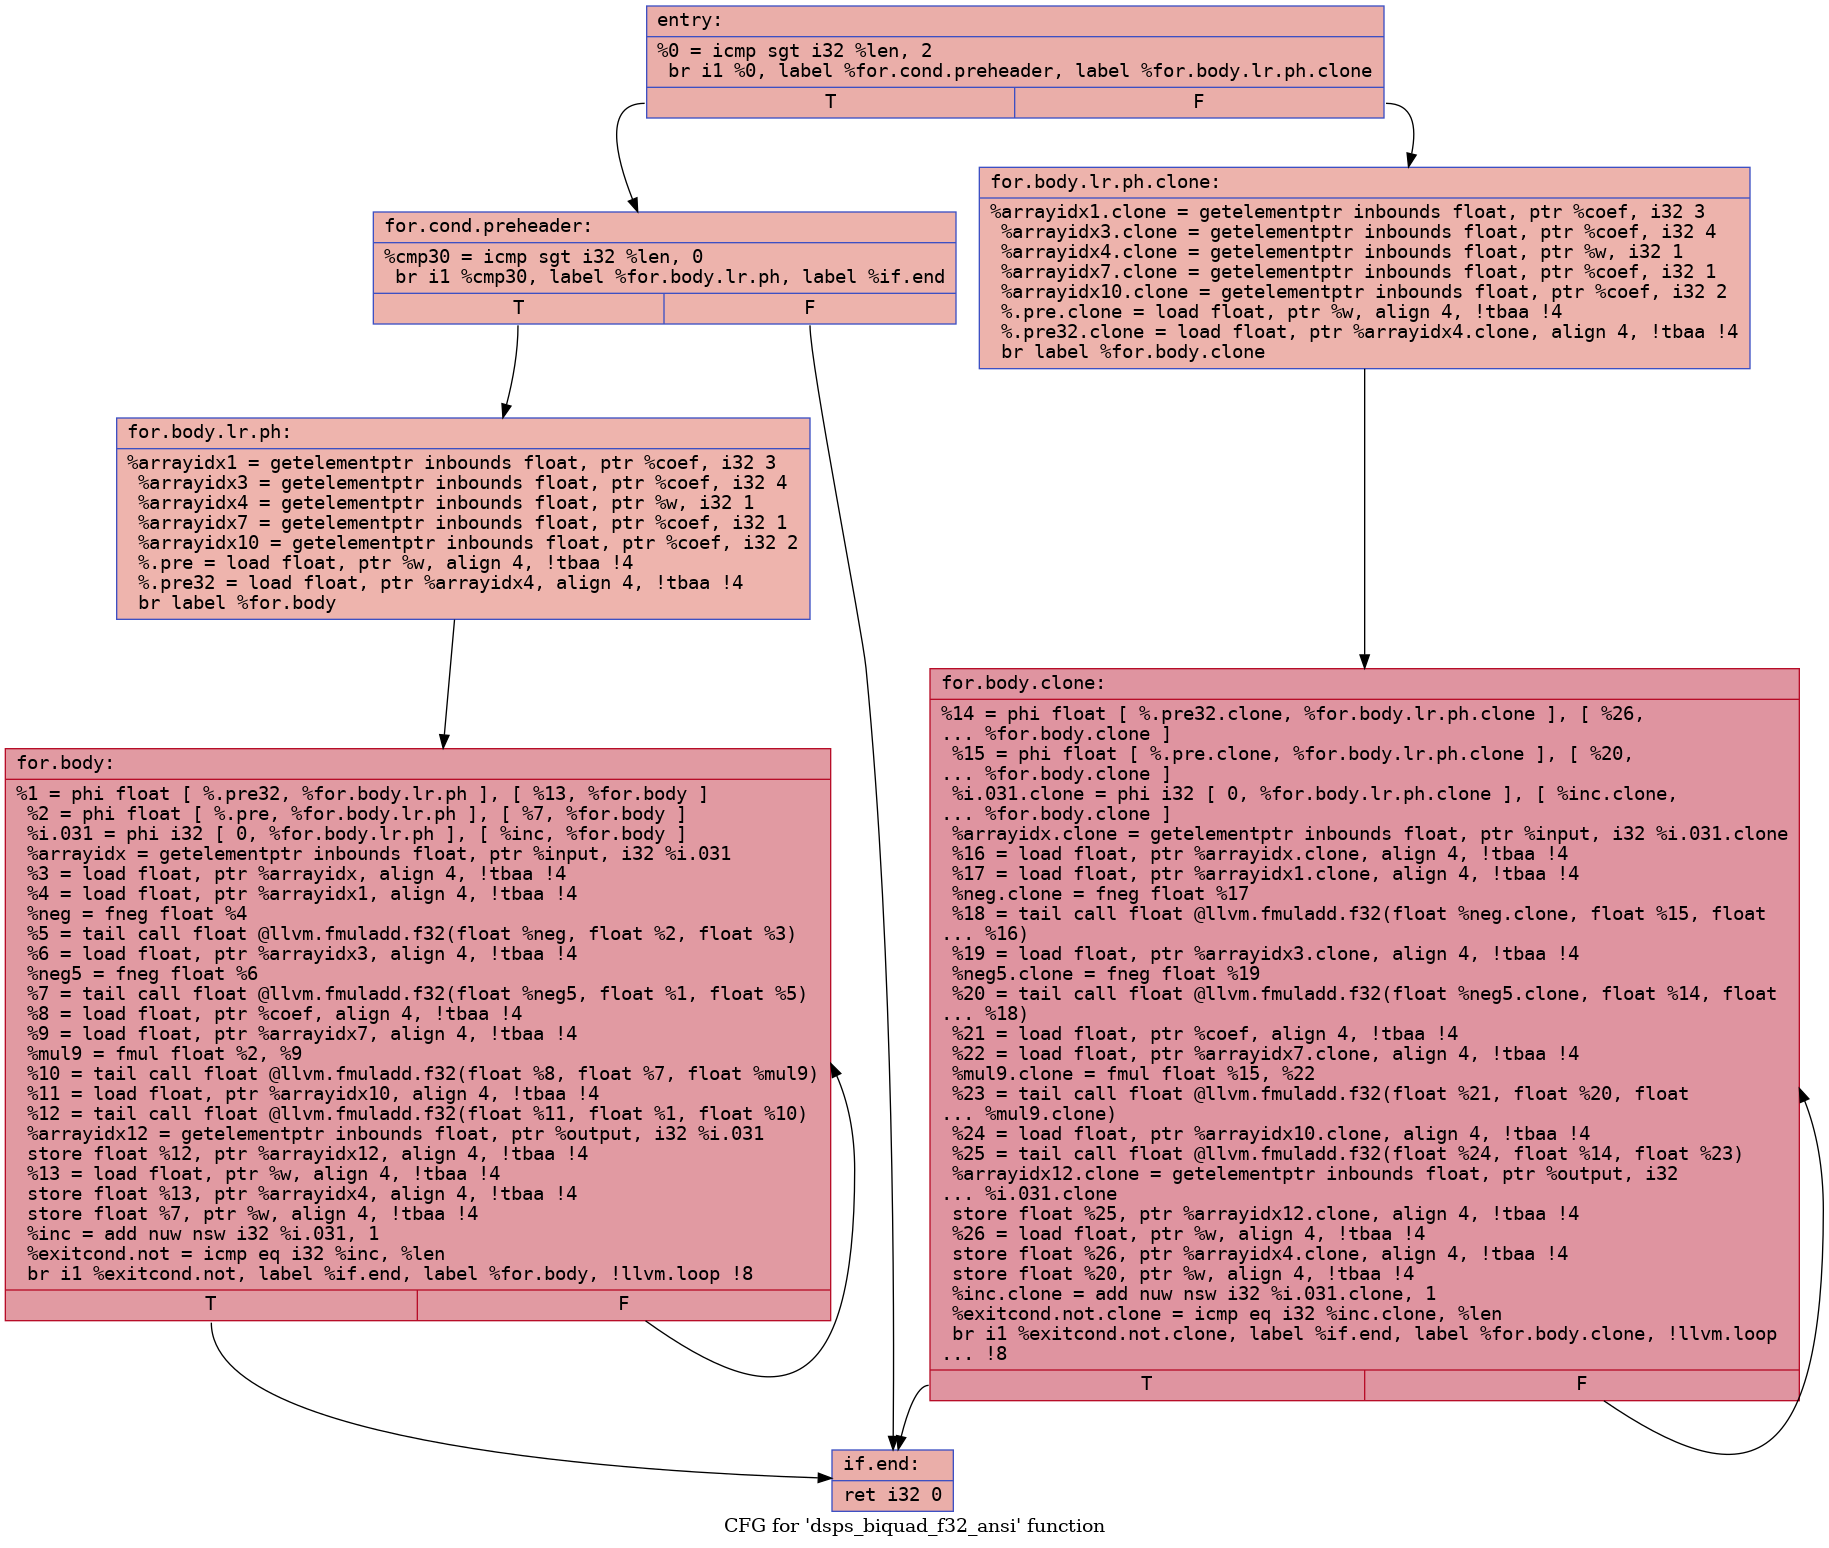 entry:
%0 = icmp sgt i32 %len, 2
br i1 %0, label %for.cond.preheader, label %for.body.lr.ph.clone
T
F
for.cond.preheader:
%cmp30 = icmp sgt i32 %len, 0
br i1 %cmp30, label %for.body.lr.ph, label %if.end
T
F
for.body.lr.ph.clone:
%arrayidx1.clone = getelementptr inbounds float, ptr %coef, i32 3
%arrayidx3.clone = getelementptr inbounds float, ptr %coef, i32 4
%arrayidx4.clone = getelementptr inbounds float, ptr %w, i32 1
%arrayidx7.clone = getelementptr inbounds float, ptr %coef, i32 1
%arrayidx10.clone = getelementptr inbounds float, ptr %coef, i32 2
%.pre.clone = load float, ptr %w, align 4, !tbaa !4
%.pre32.clone = load float, ptr %arrayidx4.clone, align 4, !tbaa !4
br label %for.body.clone
for.body.lr.ph:
%arrayidx1 = getelementptr inbounds float, ptr %coef, i32 3
%arrayidx3 = getelementptr inbounds float, ptr %coef, i32 4
%arrayidx4 = getelementptr inbounds float, ptr %w, i32 1
%arrayidx7 = getelementptr inbounds float, ptr %coef, i32 1
%arrayidx10 = getelementptr inbounds float, ptr %coef, i32 2
%.pre = load float, ptr %w, align 4, !tbaa !4
%.pre32 = load float, ptr %arrayidx4, align 4, !tbaa !4
br label %for.body
for.body:
%1 = phi float [ %.pre32, %for.body.lr.ph ], [ %13, %for.body ]
%2 = phi float [ %.pre, %for.body.lr.ph ], [ %7, %for.body ]
%i.031 = phi i32 [ 0, %for.body.lr.ph ], [ %inc, %for.body ]
%arrayidx = getelementptr inbounds float, ptr %input, i32 %i.031
%3 = load float, ptr %arrayidx, align 4, !tbaa !4
%4 = load float, ptr %arrayidx1, align 4, !tbaa !4
%neg = fneg float %4
%5 = tail call float @llvm.fmuladd.f32(float %neg, float %2, float %3)
%6 = load float, ptr %arrayidx3, align 4, !tbaa !4
%neg5 = fneg float %6
%7 = tail call float @llvm.fmuladd.f32(float %neg5, float %1, float %5)
%8 = load float, ptr %coef, align 4, !tbaa !4
%9 = load float, ptr %arrayidx7, align 4, !tbaa !4
%mul9 = fmul float %2, %9
%10 = tail call float @llvm.fmuladd.f32(float %8, float %7, float %mul9)
%11 = load float, ptr %arrayidx10, align 4, !tbaa !4
%12 = tail call float @llvm.fmuladd.f32(float %11, float %1, float %10)
%arrayidx12 = getelementptr inbounds float, ptr %output, i32 %i.031
store float %12, ptr %arrayidx12, align 4, !tbaa !4
%13 = load float, ptr %w, align 4, !tbaa !4
store float %13, ptr %arrayidx4, align 4, !tbaa !4
store float %7, ptr %w, align 4, !tbaa !4
%inc = add nuw nsw i32 %i.031, 1
%exitcond.not = icmp eq i32 %inc, %len
br i1 %exitcond.not, label %if.end, label %for.body, !llvm.loop !8
T
F
for.body.clone:
%14 = phi float [ %.pre32.clone, %for.body.lr.ph.clone ], [ %26,
... %for.body.clone ]
%15 = phi float [ %.pre.clone, %for.body.lr.ph.clone ], [ %20,
... %for.body.clone ]
%i.031.clone = phi i32 [ 0, %for.body.lr.ph.clone ], [ %inc.clone,
... %for.body.clone ]
%arrayidx.clone = getelementptr inbounds float, ptr %input, i32 %i.031.clone
%16 = load float, ptr %arrayidx.clone, align 4, !tbaa !4
%17 = load float, ptr %arrayidx1.clone, align 4, !tbaa !4
%neg.clone = fneg float %17
%18 = tail call float @llvm.fmuladd.f32(float %neg.clone, float %15, float
... %16)
%19 = load float, ptr %arrayidx3.clone, align 4, !tbaa !4
%neg5.clone = fneg float %19
%20 = tail call float @llvm.fmuladd.f32(float %neg5.clone, float %14, float
... %18)
%21 = load float, ptr %coef, align 4, !tbaa !4
%22 = load float, ptr %arrayidx7.clone, align 4, !tbaa !4
%mul9.clone = fmul float %15, %22
%23 = tail call float @llvm.fmuladd.f32(float %21, float %20, float
... %mul9.clone)
%24 = load float, ptr %arrayidx10.clone, align 4, !tbaa !4
%25 = tail call float @llvm.fmuladd.f32(float %24, float %14, float %23)
%arrayidx12.clone = getelementptr inbounds float, ptr %output, i32
... %i.031.clone
store float %25, ptr %arrayidx12.clone, align 4, !tbaa !4
%26 = load float, ptr %w, align 4, !tbaa !4
store float %26, ptr %arrayidx4.clone, align 4, !tbaa !4
store float %20, ptr %w, align 4, !tbaa !4
%inc.clone = add nuw nsw i32 %i.031.clone, 1
%exitcond.not.clone = icmp eq i32 %inc.clone, %len
br i1 %exitcond.not.clone, label %if.end, label %for.body.clone, !llvm.loop
... !8
T
F
if.end:
ret i32 0
CFG for 'dsps_biquad_f32_ansi' function